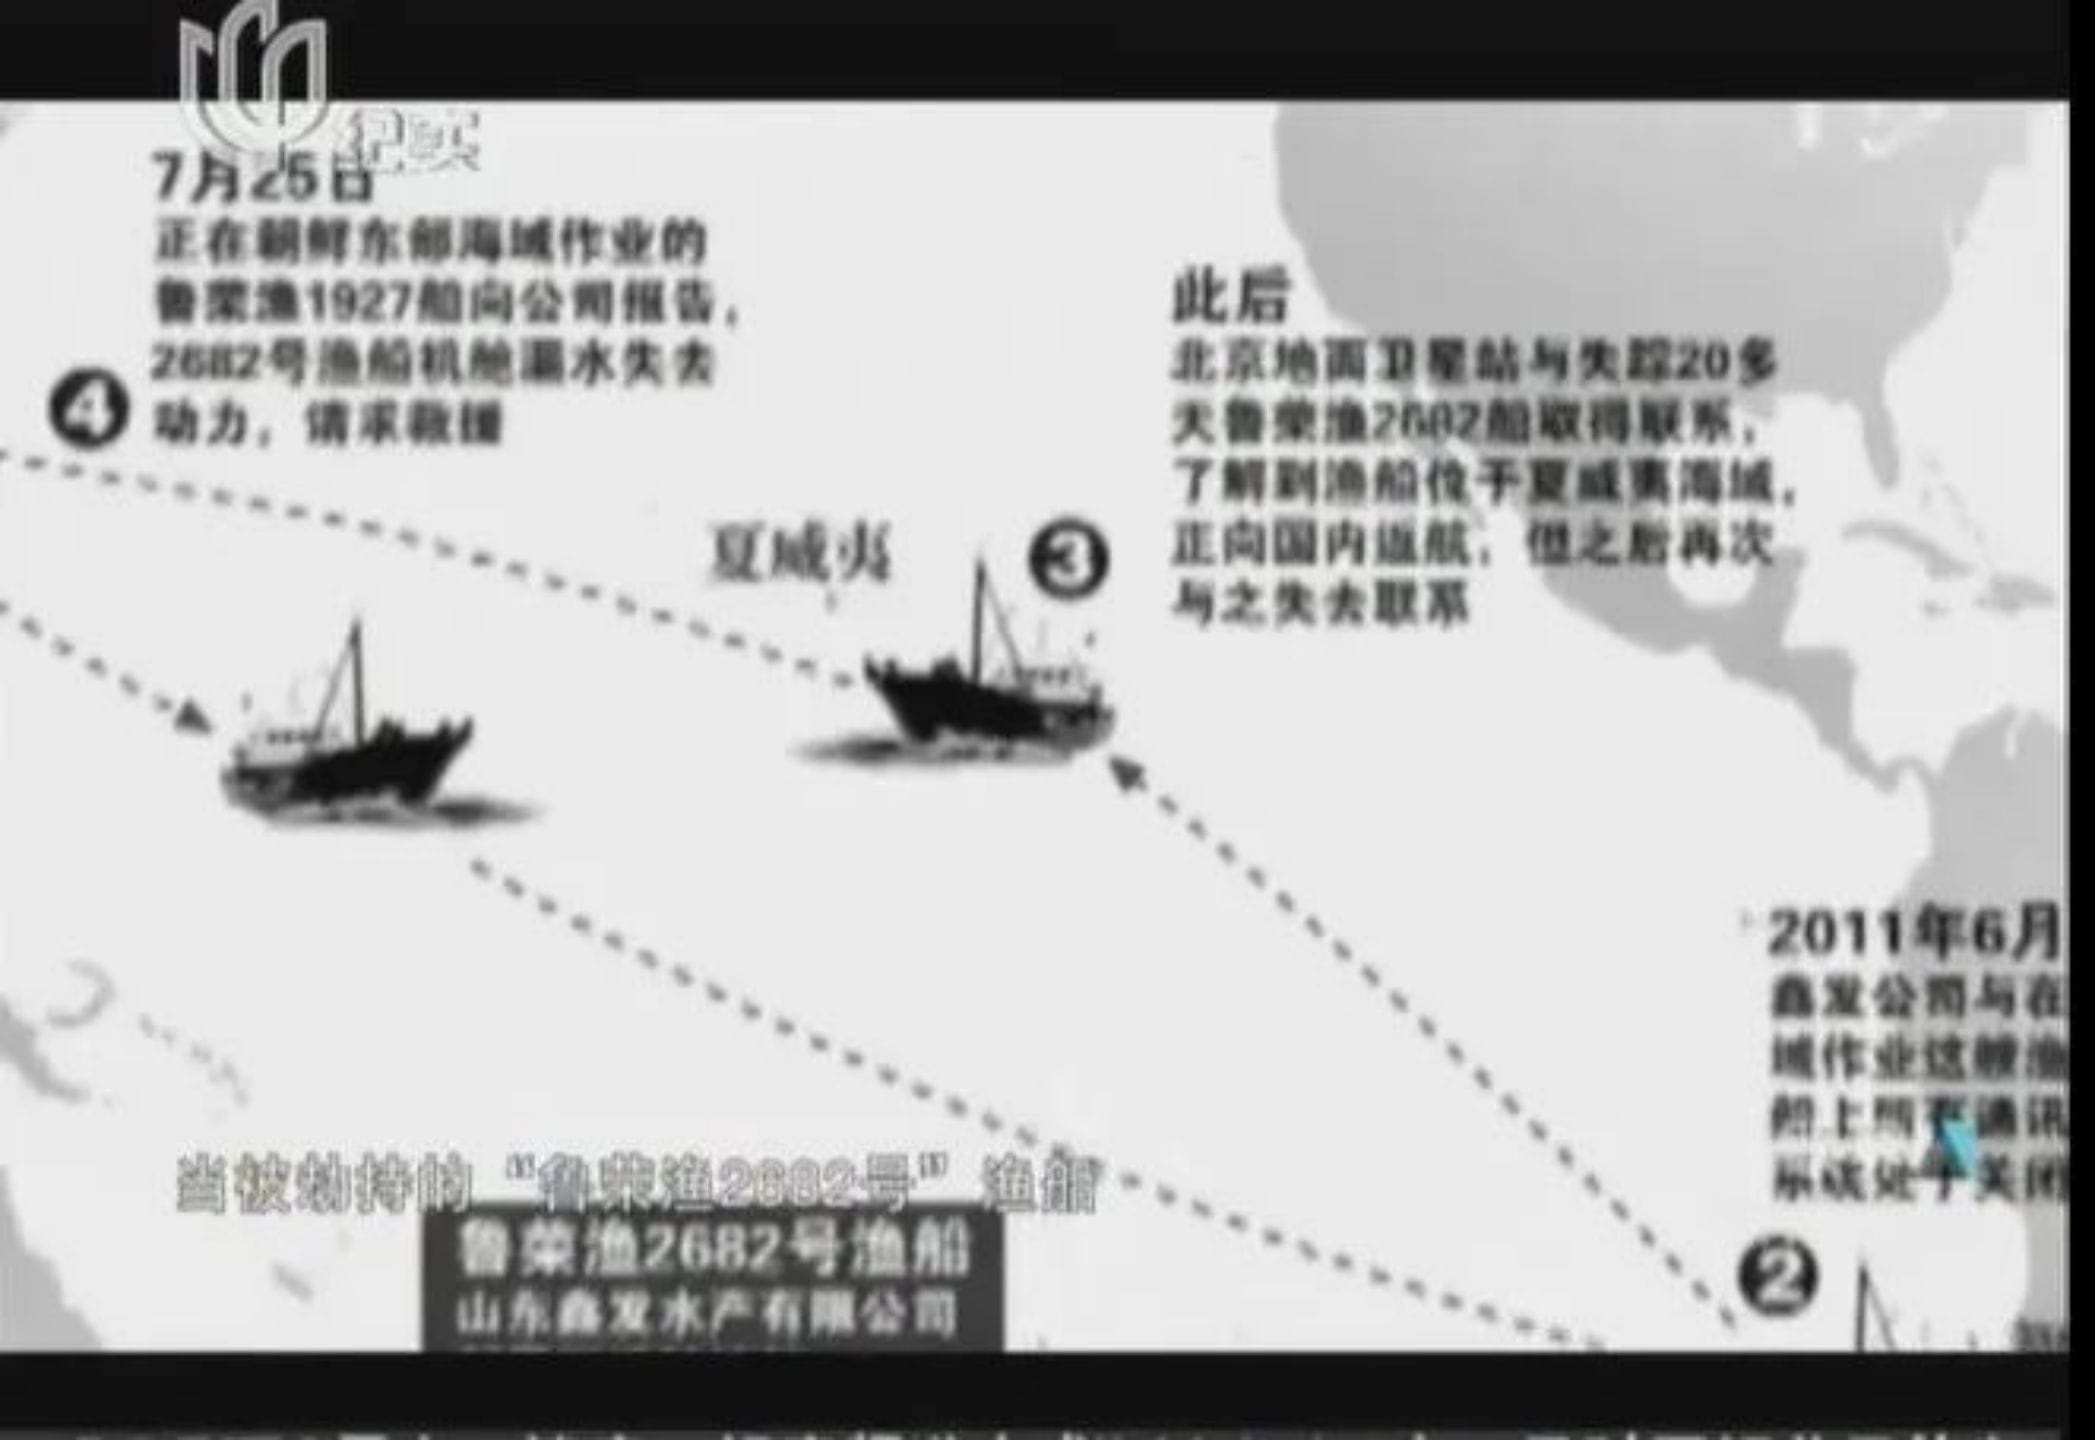 纪实
7月25日
正在朝鲜东部海域作业的
鲁荣渔1927船向公司报告，
2682号渔船机舱漏水失去
动力，请求救援
4
此后
北京地面卫星站与失踪20多
天鲁荣渔2682船取得联系，
了解到渔船位于夏威夷海域，
正向国内返航，但之后再次
与之失去联系
3
夏威夷
2011年6月
鑫发公司与在
域作业这艘渔
船上所有通讯
示统处于关闭
2
当被劫持的“鲁荣渔2682号”渔船
鲁荣渔2682号渔船
山东鑫发水产有限公司